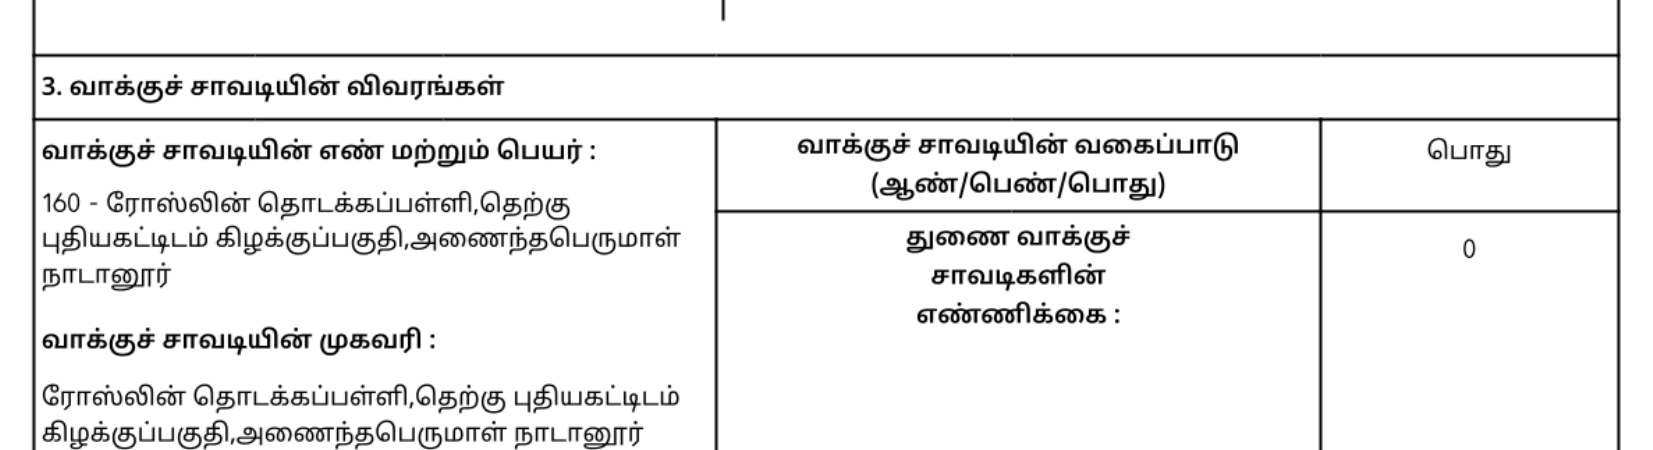 3. வாக்குச் சாவடியின் விவரங்கள்
வாக்குச் சாவடியின் எண் மற்றும் பெயர் :
160 - ரோஸ்லின் தொடக்கப்பள்ளி,தெற்கு
புதியகட்டிடம் கிழக்குப்பகுதி,அணைந்தபெருமாள்
நாடானூர்
வாக்குச் சாவடியின் முகவரி :
ரோஸ்லின் தொடக்கப்பள்ளி,தெற்கு புதியகட்டிடம்
கிழக்குப்பகுதி,அணைந்தபெருமாள் நாடானூர்
வாக்குச் சாவடியின் வகைப்பாடு
(ஆண்/பெண்/பொது)
பொது
துணை வாக்குச்
சாவடிகளின்
எண்ணிக்கை :
0